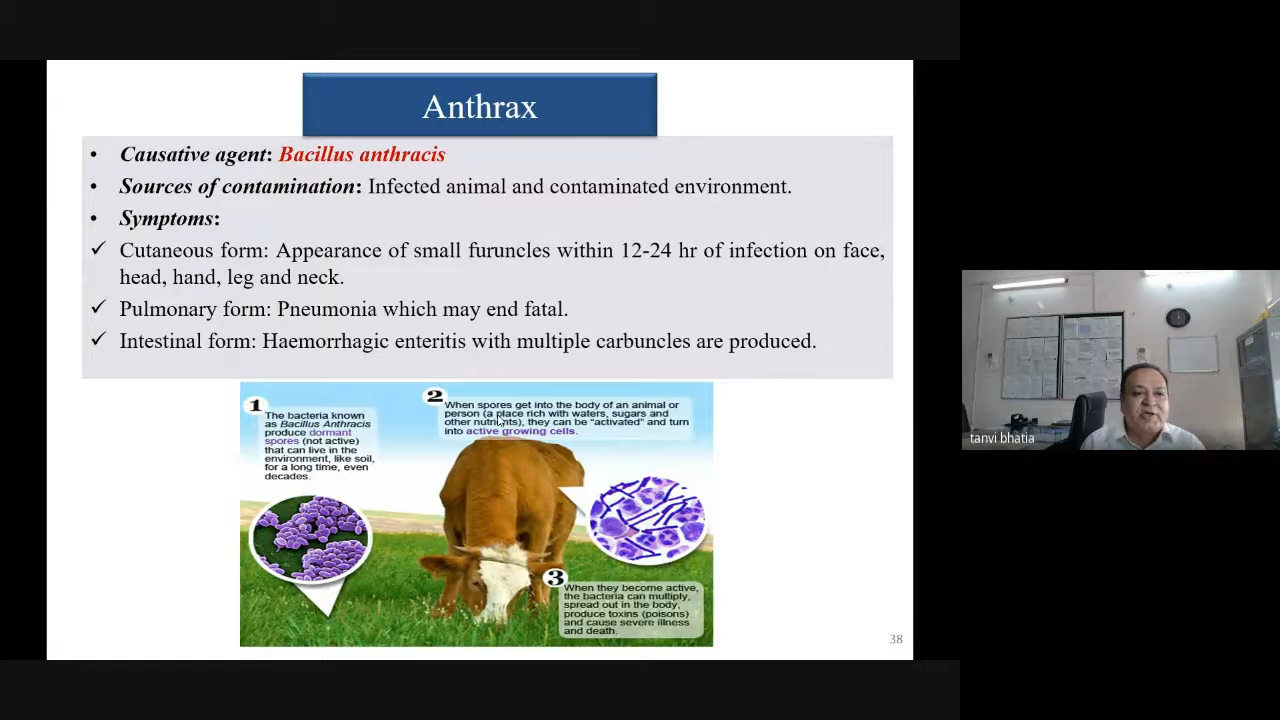 Anthrax
• Causative agent: Bacillus anthracis
• Sources of contamination: Infected animal and contaminated environment.
• Symptoms:
✓ Cutaneous form: Appearance of small furuncles within 12-24 hr of infection on face,
head, hand, leg and neck.
✓ Pulmonary form: Pneumonia which may end fatal.
✓ Intestinal form: Haemorrhagic enteritis with multiple carbuncles are produced.
1
The bacteria known
as Bacillus Anthracis
produce dormant
spores (not active)
that can live in the
environment, like soil,
for a long time, even
decades.
2
When spores get into the body of an animal or
person (a place rich with waters, sugars and
other nutrients), they can be "activated" and turn
into active growing cells.
3
When they become active,
the bacteria can multiply,
spread out in the body,
produce toxins (poisons)
and cause severe illness
and death.
38
tanvi bhatia